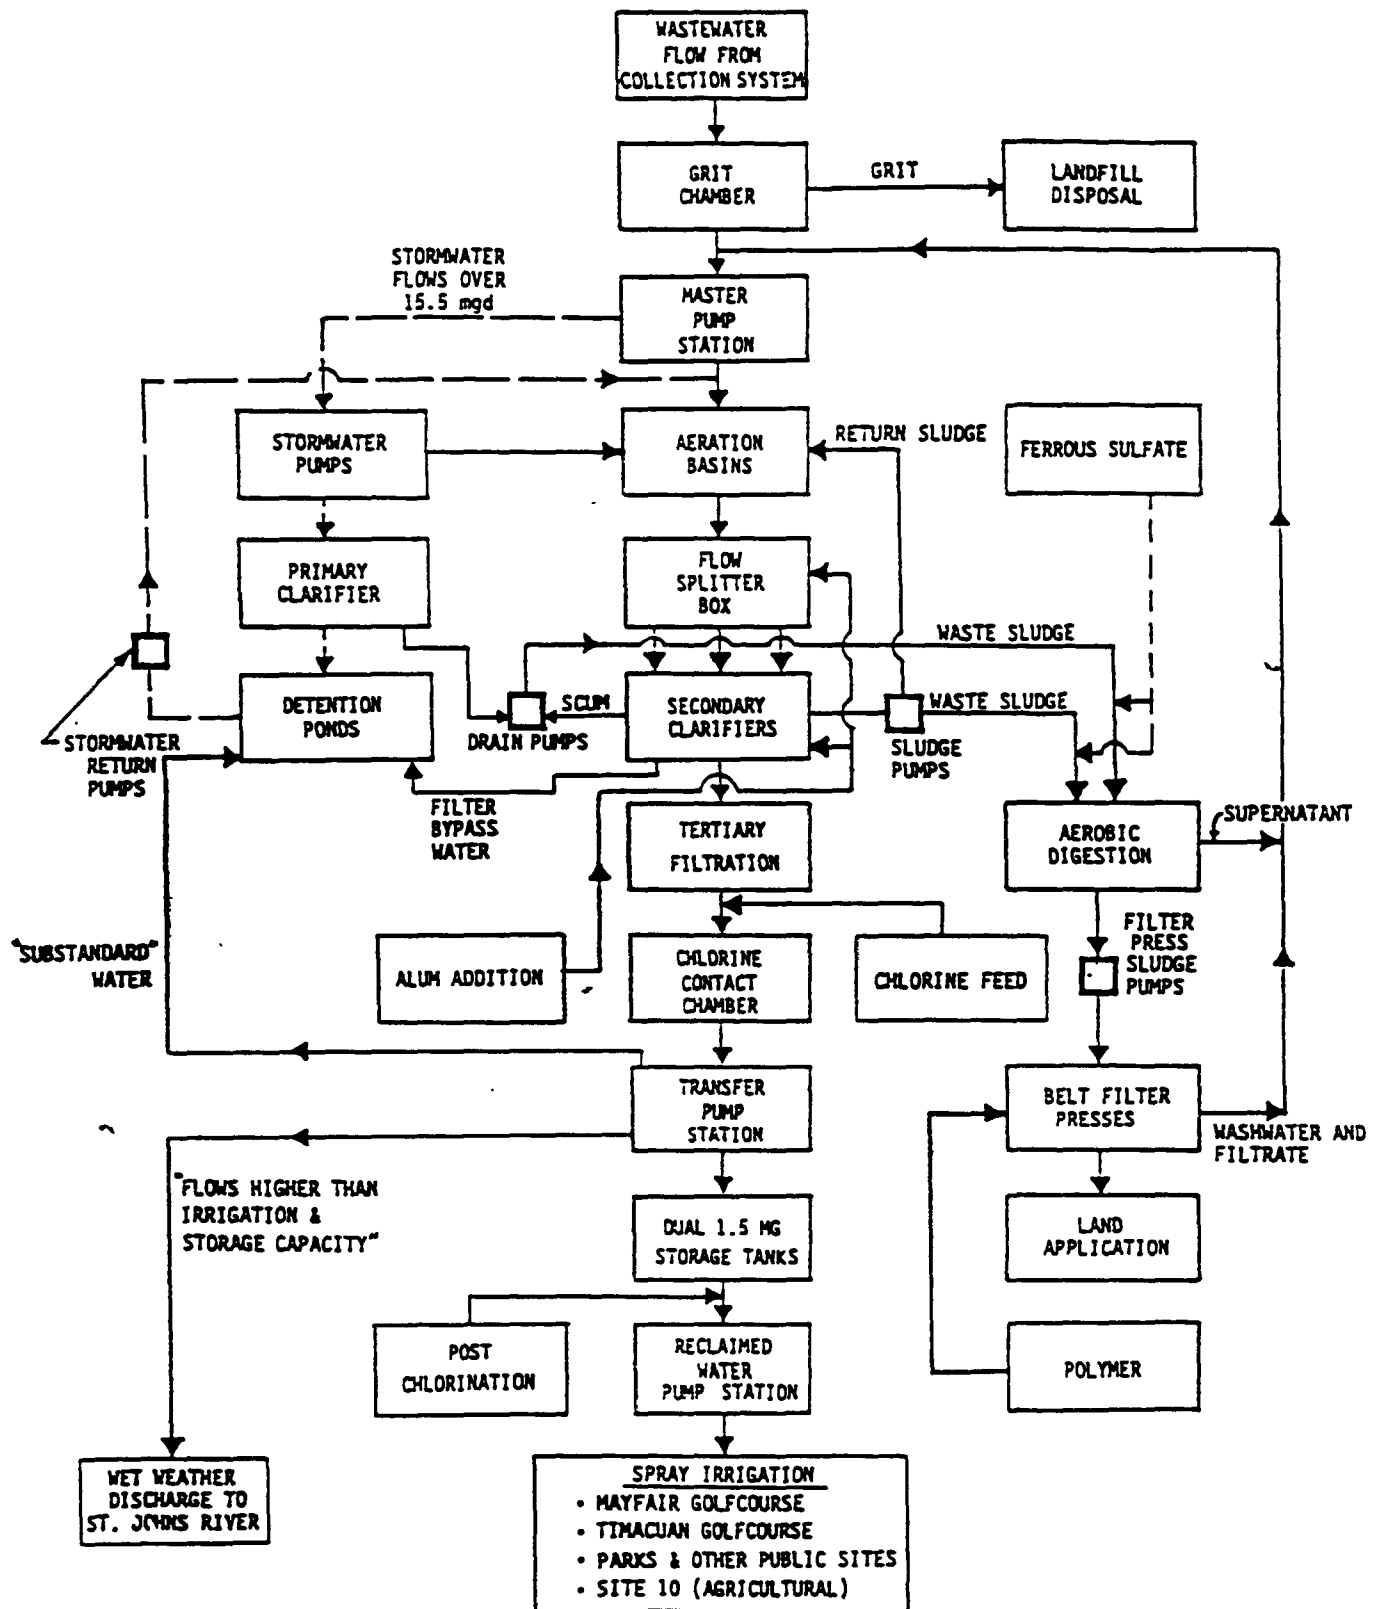 WASTEWATER
FLOW FROM
COLLECTION SYSTEM
GRIT
CHAMBER
GRIT
LANDFILL
DISPOSAL
STORMWATER
FLOWS OVER
15.5 mgd
MASTER
PUMP
STATION
STORMWATER
PUMPS
AERATION
BASINS
RETURN SLUDGE
FERROUS SULFATE
PRIMARY
CLARIFIER
FLOW
SPLITTER
BOX
WASTE SLUDGE
DETENTION
PONDS
SCUM
DRAIN PUMPS
SECONDARY
CLARIFIERS
WASTE SLUDGE
SLUDGE
PUMPS
STORMWATER
RETURN
PUMPS
FILTER
BYPASS
WATER
TERTIARY
FILTRATION
AEROBIC
DIGESTION
SUPERNATANT
"SUBSTANDARD"
WATER
ALUM ADDITION
CHLORINE
CONTACT
CHAMBER
CHLORINE FEED
FILTER
PRESS
SLUDGE
PUMPS
TRANSFER
PUMP
STATION
BELT FILTER
PRESSES
WASHWATER AND
FILTRATE
"FLOWS HIGHER THAN
IRRIGATION &
STORAGE CAPACITY"
DUAL 1.5 MG
STORAGE TANKS
LAND
APPLICATION
POST
CHLORINATION
RECLAIMED
WATER
PUMP STATION
POLYMER
WET WEATHER
DISCHARGE TO
ST. JOHNS RIVER
SPRAY IRRIGATION
• MAYFAIR GOLFCOURSE
• TIMACUAN GOLFCOURSE
• PARKS & OTHER PUBLIC SITES
• SITE 10 (AGRICULTURAL)